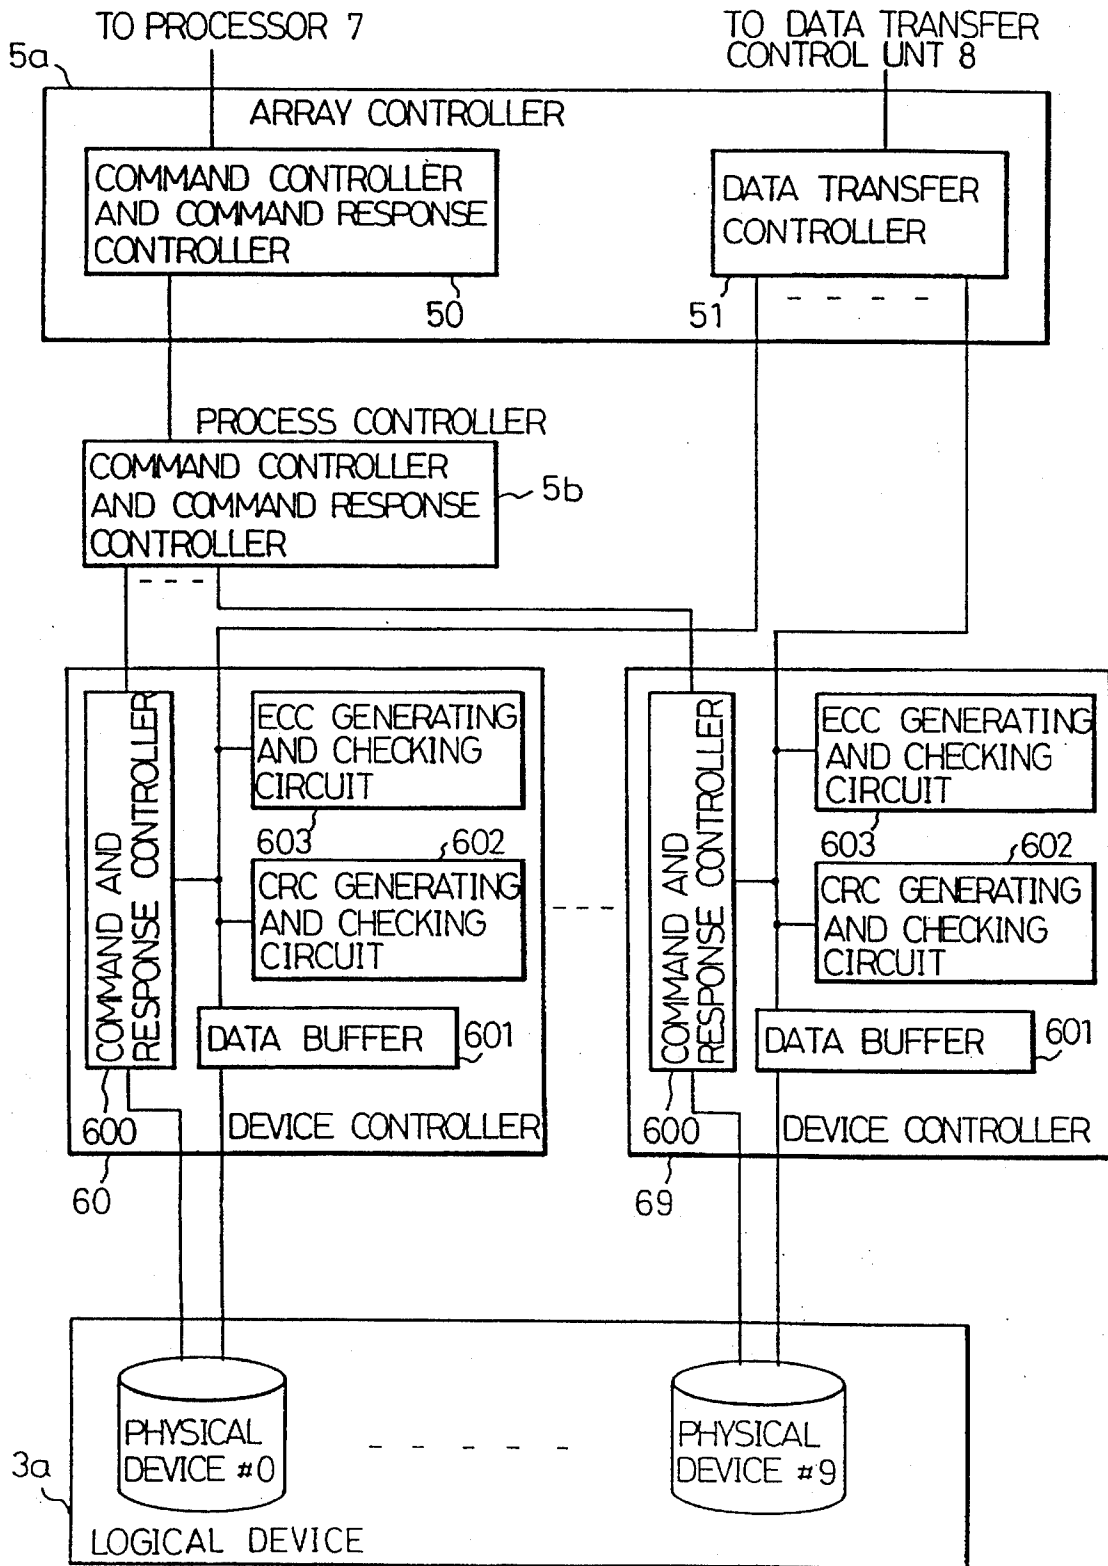 TO PROCESSOR 7
TO DATA TRANSFER
CONTROL UNT 8
5a
ARRAY CONTROLLER
COMMAND CONTROLLER
AND COMMAND RESPONSE
CONTROLLER
DATA TRANSFER
CONTROLLER
50
51
PROCESS CONTROLLER
COMMAND CONTROLLER
AND COMMAND RESPONSE
CONTROLLER
5b
COMMAND AND
RESPONSE CONTROLLER
ECC GENERATING
AND CHECKING
CIRCUIT
603
602
CRC GENERATING
AND CHECKING
CIRCUIT
DATA BUFFER
601
600
DEVICE CONTROLLER
60
COMMAND AND
RESPONSE CONTROLLER
ECC GENERATING
AND CHECKING
CIRCUIT
603
602
CRC GENERATING
AND CHECKING
CIRCUIT
DATA BUFFER
601
600
DEVICE CONTROLLER
69
PHYSICAL
DEVICE #0
PHYSICAL
DEVICE #9
3a
LOGICAL DEVICE